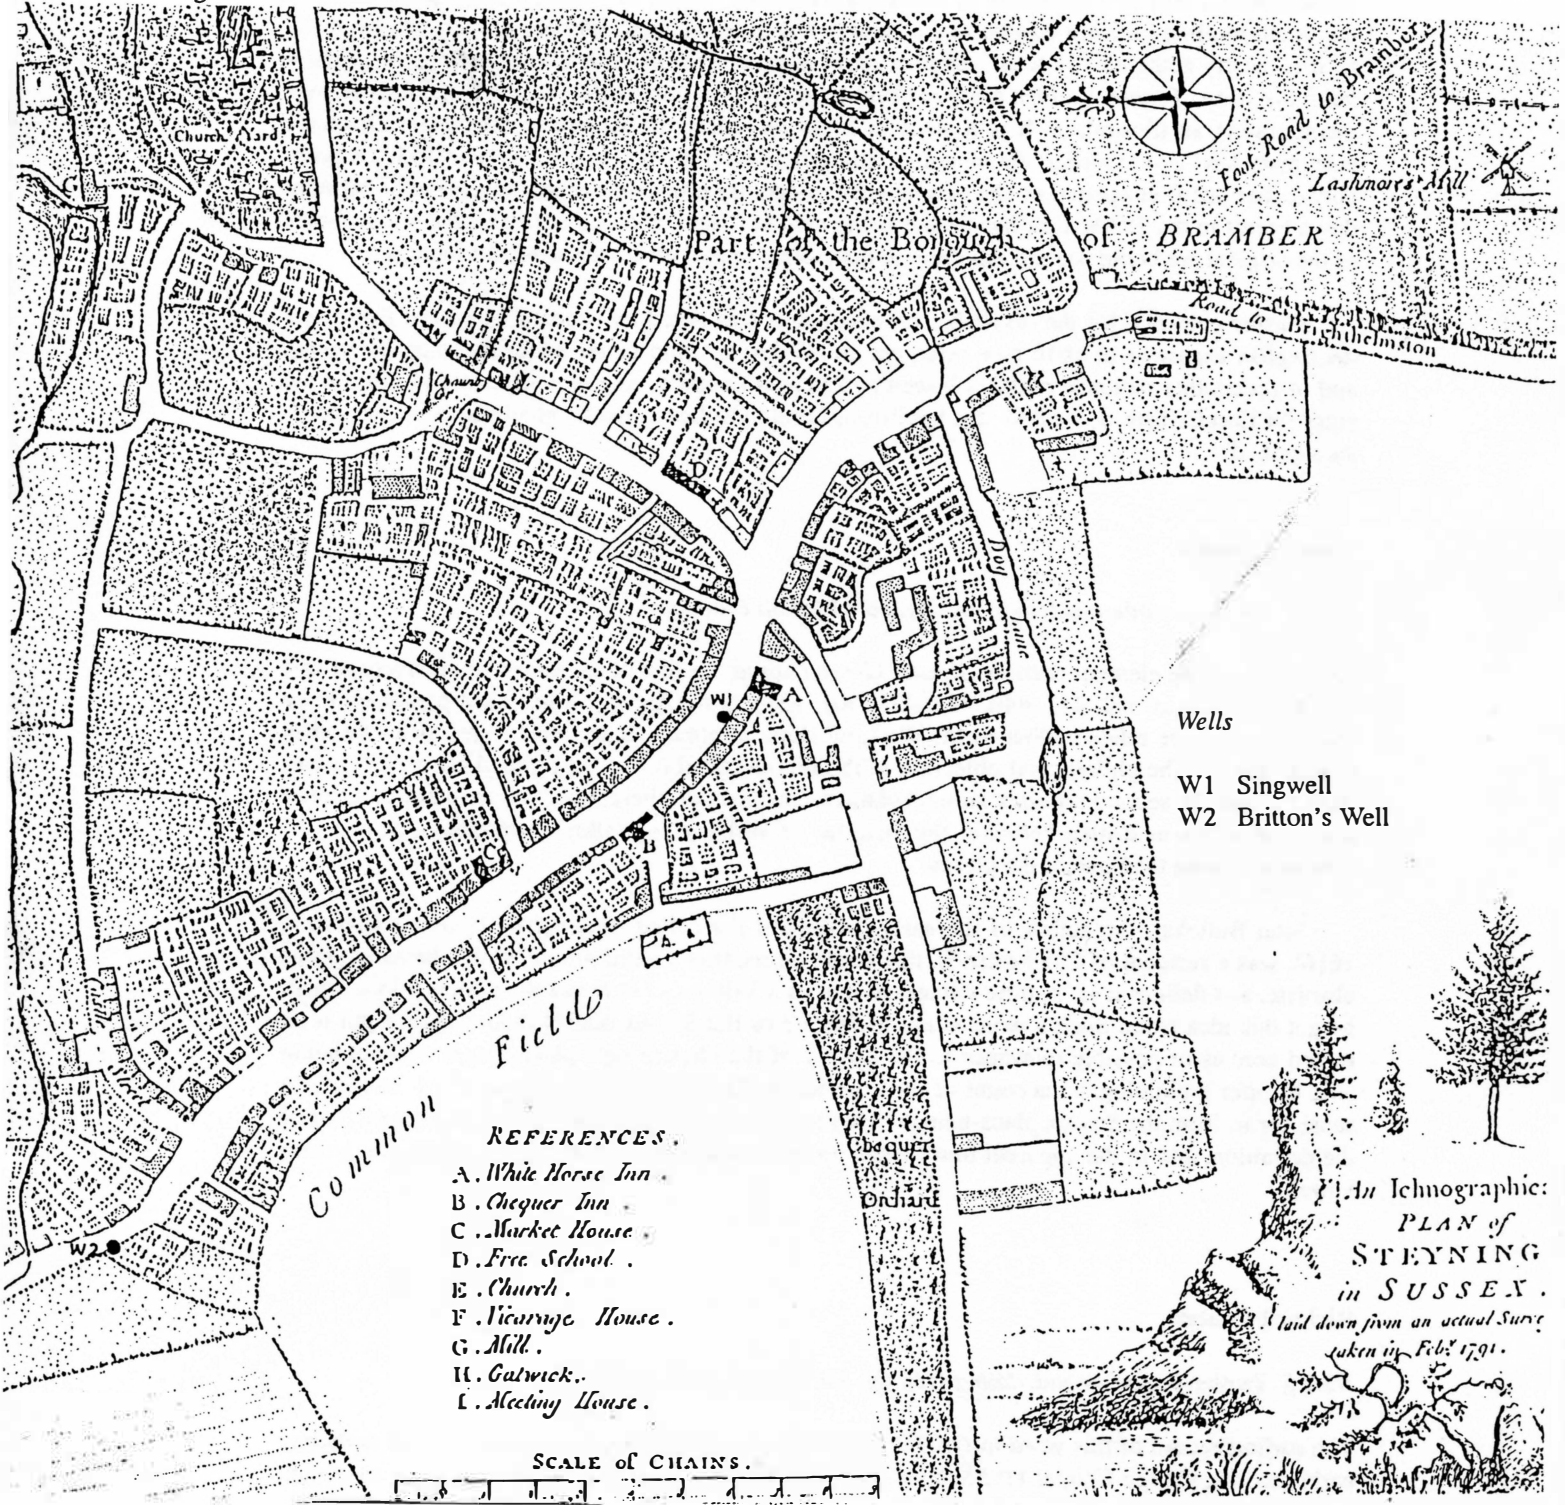 Church Yard
G
Foot Road to Bramber
Lashmars Mill
Part of the Borough of BRAMBER
Road to Brighthelmston
Lane
D
Dog Lane
W1
A
Wells
W1 Singwell
W2 Britton's Well
C
B
Common Field
Chequer
Orchard
W2
REFERENCES.
A. White Horse Inn
B. Chequer Inn
C. Market House
D. Free School.
E. Church.
F. Vicarage House.
G. Mill.
H. Gatwick.
I. Meeting House.
An Ichnographic:
PLAN of
STEYNING
in SUSSEX.
laid down from an actual Surve
taken in Feb.y 1791.
SCALE of CHAINS.